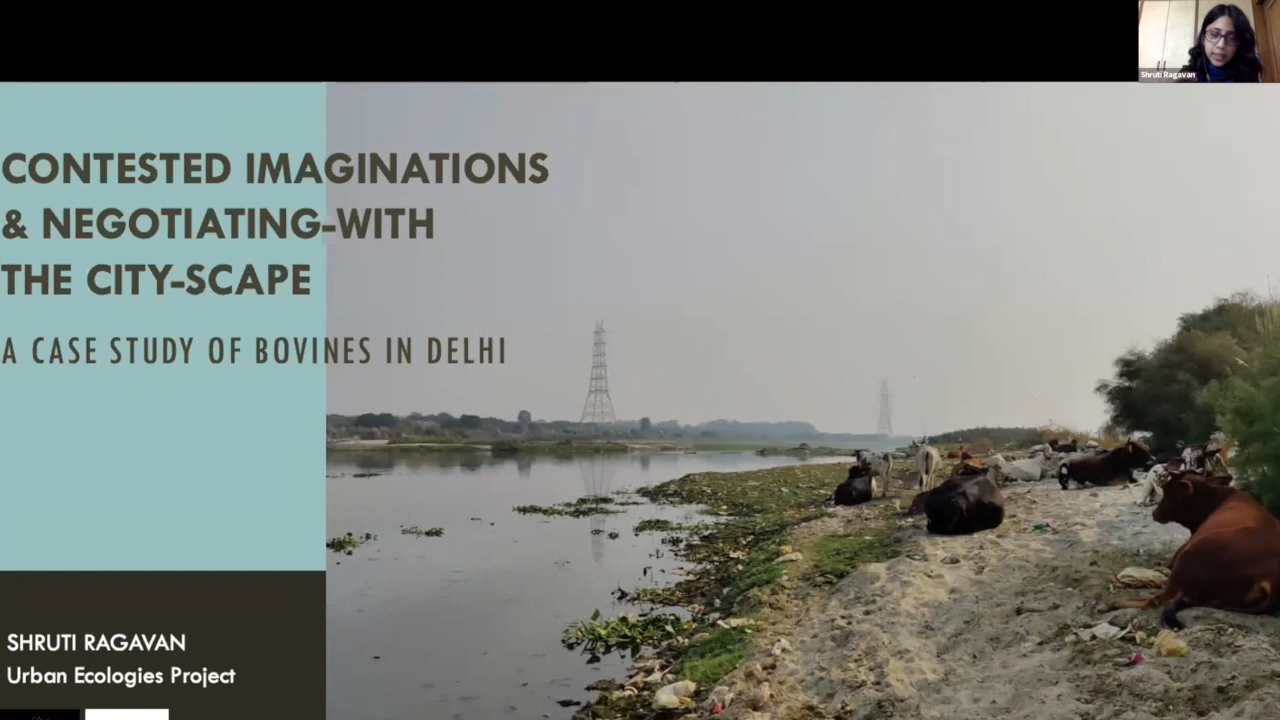 Shruti Ragavan
CONTESTED IMAGINATIONS
& NEGOTIATING-WITH
THE CITY-SCAPE
A CASE STUDY OF BOVINES IN DELHI
SHRUTI RAGAVAN
Urban Ecologies Project